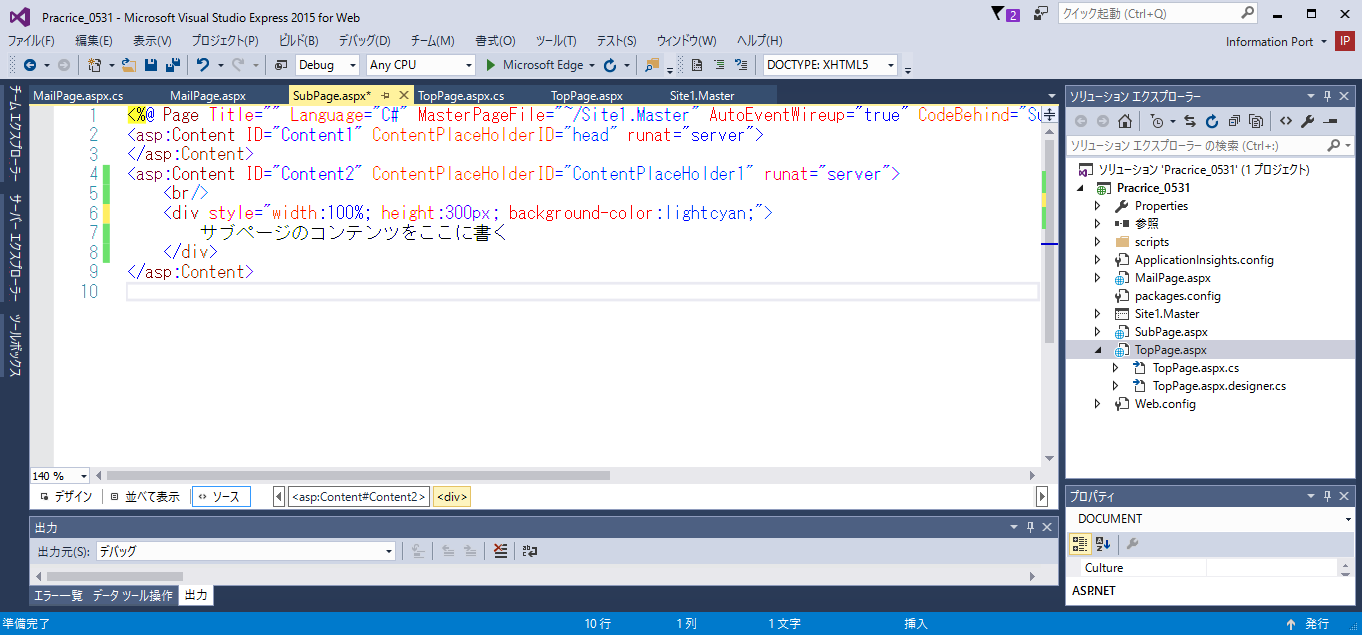 Pracrice_0531 - Microsoft Visual Studio Express 2015 for Web
2
クイック起動 (Ctrl+Q)
ファイル(F) 編集(E) 表示(V) プロジェクト(P) ビルド(B) デバッグ(D) チーム(M) 書式(O) ツール(T) テスト(S) ウィンドウ(W) ヘルプ(H)
Information Port IP
Debug Any CPU Microsoft Edge DOCTYPE: XHTML5
チーム エクスプローラー
サーバー エクスプローラー
ツールボックス
MailPage.aspx.cs MailPage.aspx SubPage.aspx* TopPage.aspx.cs TopPage.aspx Site1.Master
1 <%@ Page Title="" Language="C#" MasterPageFile="~/Site1.Master" AutoEventWireup="true" CodeBehind="Su
2 <asp:Content ID="Content1" ContentPlaceHolderID="head" runat="server">
3 </asp:Content>
4 <asp:Content ID="Content2" ContentPlaceHolderID="ContentPlaceHolder1" runat="server">
5 <br/>
6 <div style="width:100%; height:300px; background-color:lightcyan;">
7 サブページのコンテンツをここに書く
8 </div>
9 </asp:Content>
10
140 %
デザイン 並べて表示 ソース <asp:Content#Content2> <div>
出力
出力元(S): デバッグ
エラー一覧 データ ツール操作 出力
ソリューション エクスプローラー
ソリューション エクスプローラー の検索 (Ctrl+:)
ソリューション 'Pracrice_0531' (1 プロジェクト)
Pracrice_0531
Properties
参照
scripts
ApplicationInsights.config
MailPage.aspx
packages.config
Site1.Master
SubPage.aspx
TopPage.aspx
TopPage.aspx.cs
TopPage.aspx.designer.cs
Web.config
プロパティ
DOCUMENT
Culture
ASP.NET
準備完了 10 行 1 列 1 文字 挿入 発行